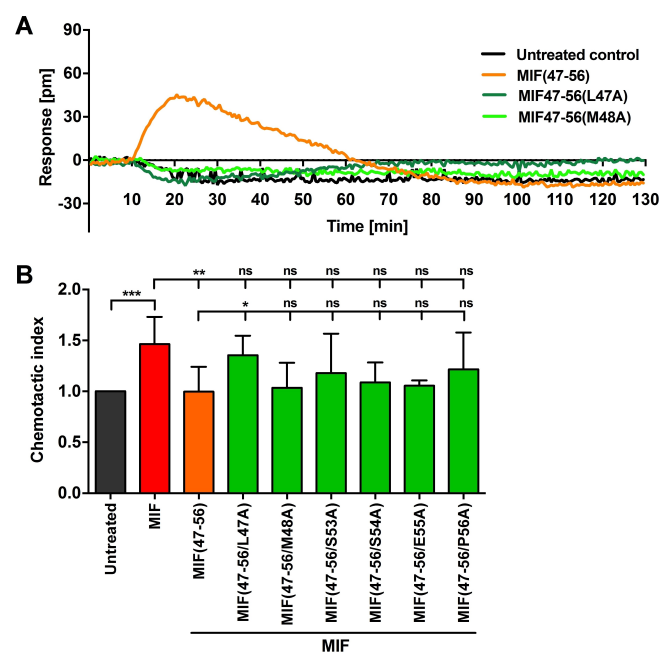 A
90
60
30
0
-30
Response [pm]
10 20 30 40 50 60 70 80 90 100 110 120 130
Time [min]
Untreated control
MIF(47-56)
MIF47-56(L47A)
MIF47-56(M48A)
B
** ns ns ns ns ns ns
*** * ns ns ns ns ns
2.0
1.5
1.0
0.5
0.0
Chemotactic index
Untreated
MIF
MIF(47-56)
MIF(47-56/L47A)
MIF(47-56/M48A)
MIF(47-56/S53A)
MIF(47-56/S54A)
MIF(47-56/E55A)
MIF(47-56/P56A)
MIF